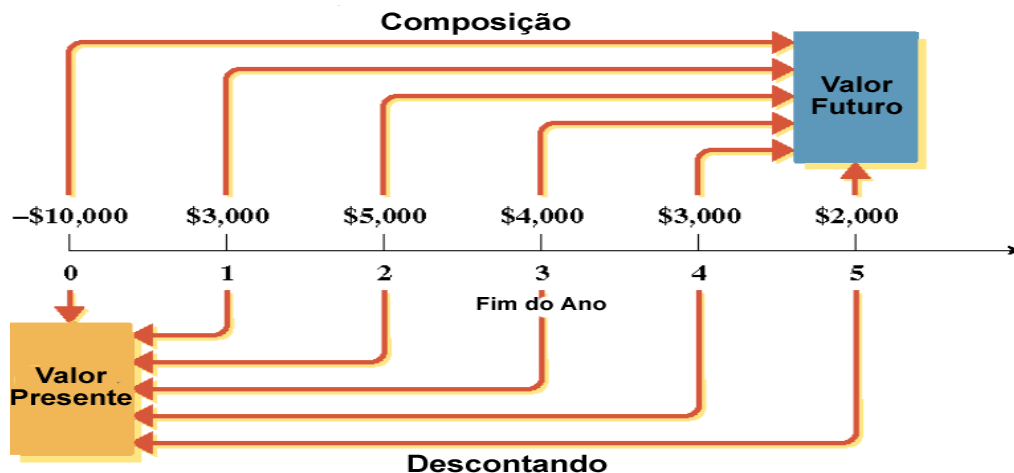 Composição
Valor
Futuro
–$10,000 $3,000 $5,000 $4,000 $3,000 $2,000
0 1 2 3 4 5
Fim do Ano
Valor
Presente
Descontando